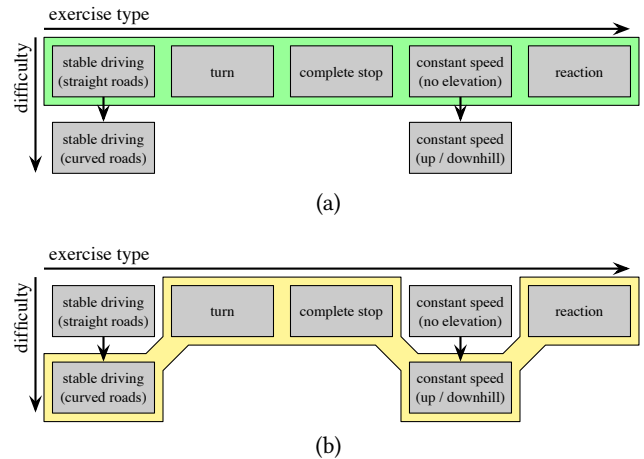 exercise type
difficulty
stable driving
(straight roads)
turn
complete stop
constant speed
(no elevation)
reaction
stable driving
(curved roads)
constant speed
(up / downhill)
(a)
exercise type
difficulty
stable driving
(straight roads)
turn
complete stop
constant speed
(no elevation)
reaction
stable driving
(curved roads)
constant speed
(up / downhill)
(b)